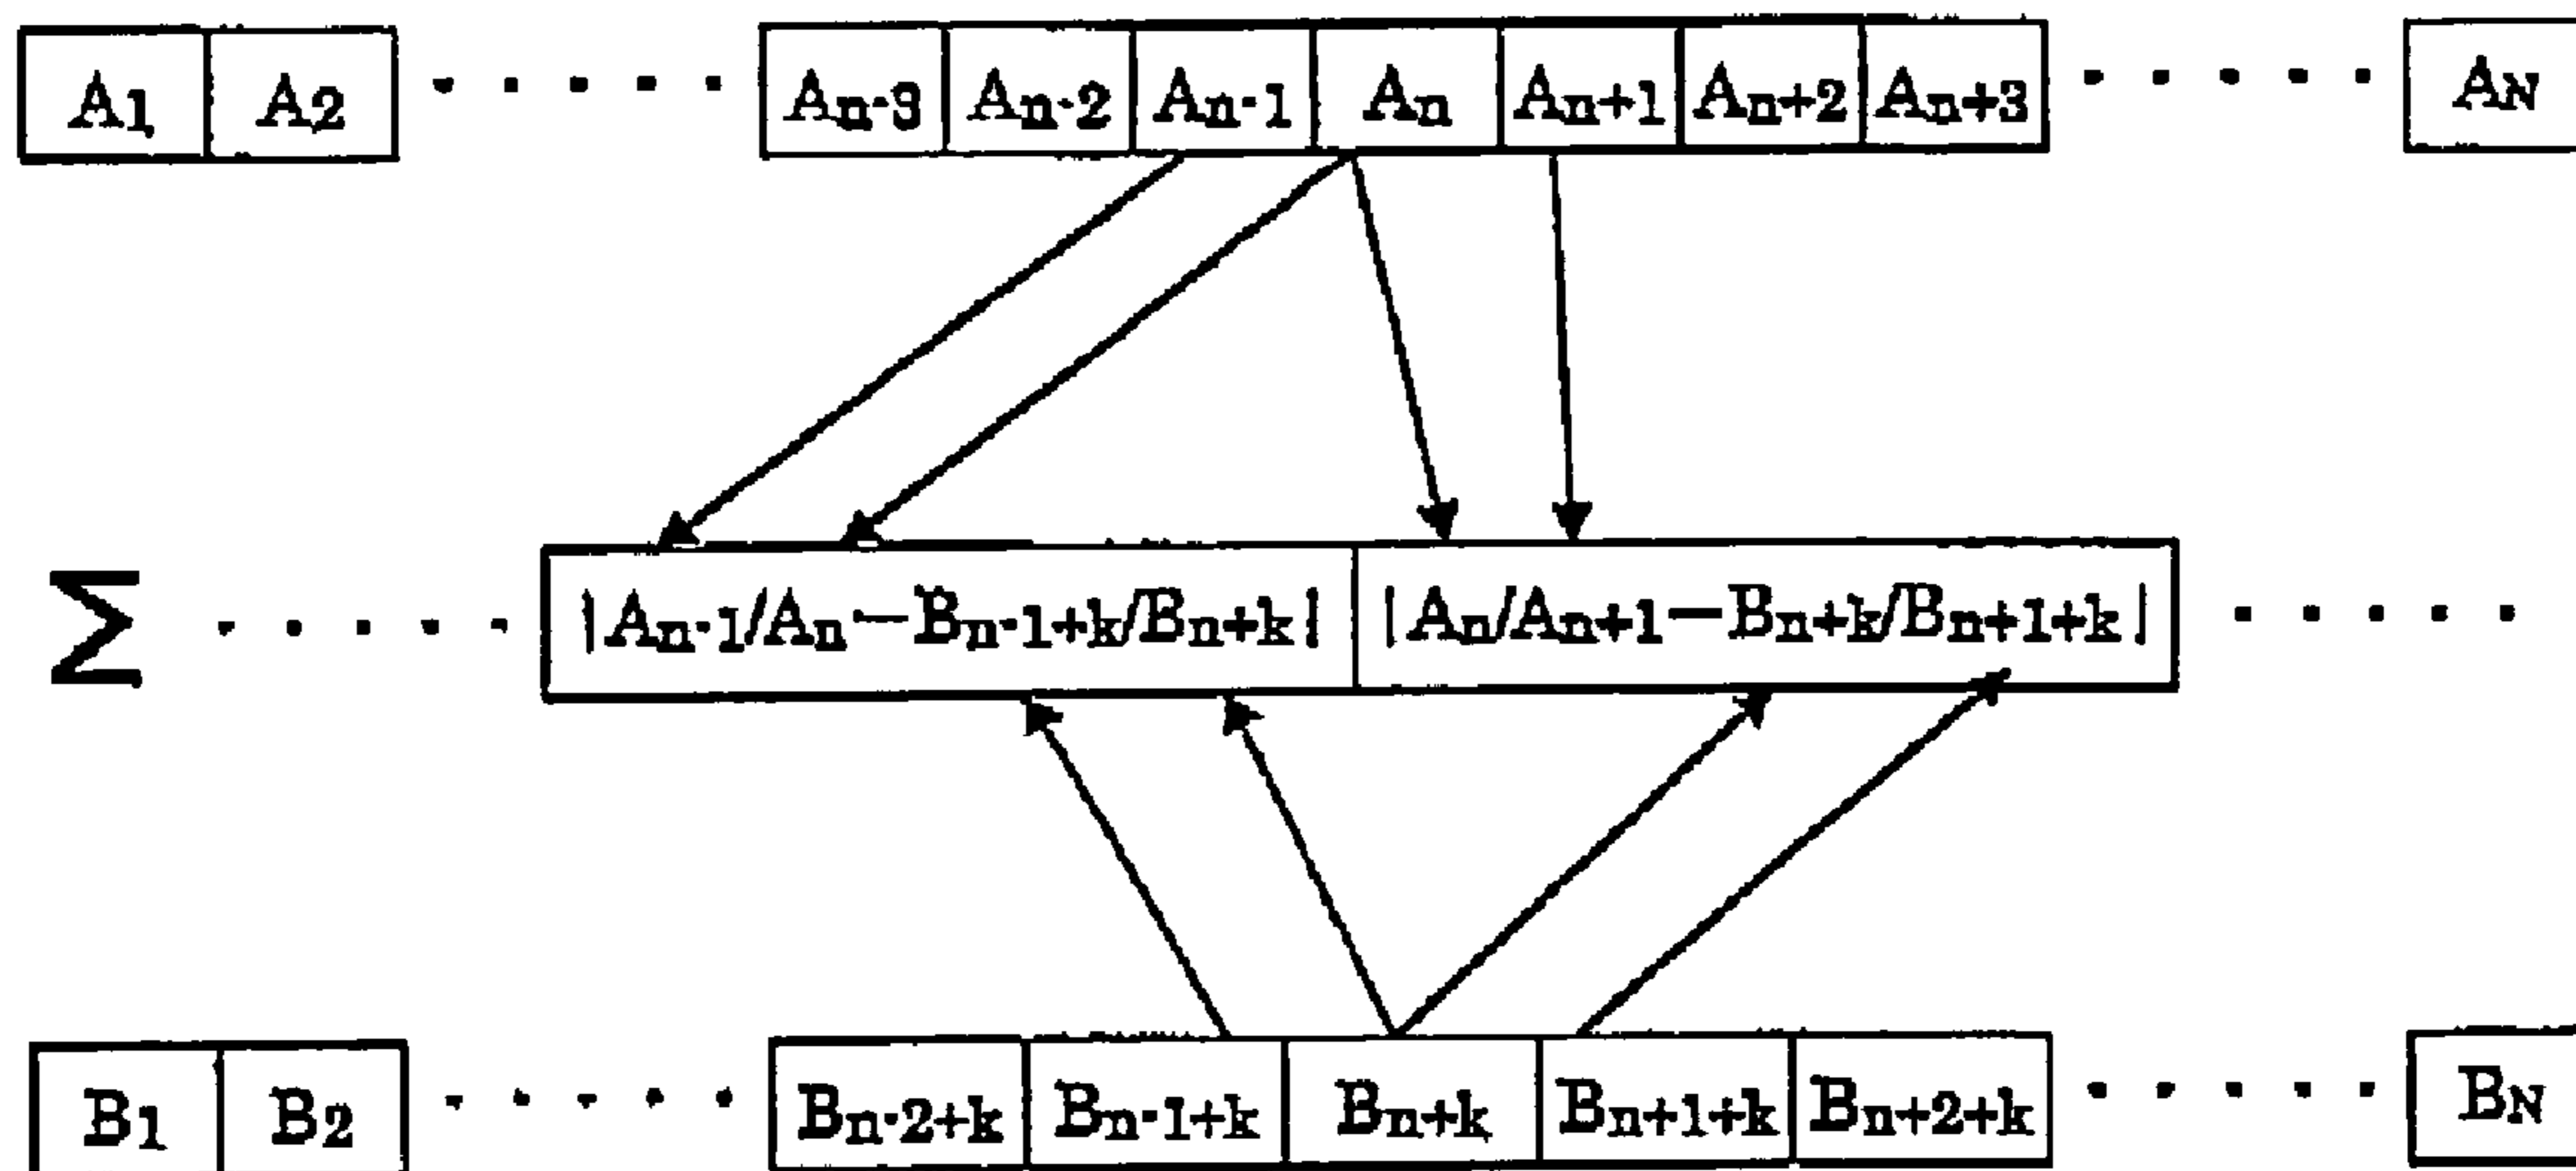 A1 A2 · · · · · An-3 An-2 An-1 An An+1 An+2 An+3 · · · · · AN
Σ · · · · · |An-1/An−Bn-1+k/Bn+k| |An/An+1−Bn+k/Bn+1+k| · · · · ·
B1 B2 · · · · · Bn-2+k Bn-1+k Bn+k Bn+1+k Bn+2+k · · · · · BN